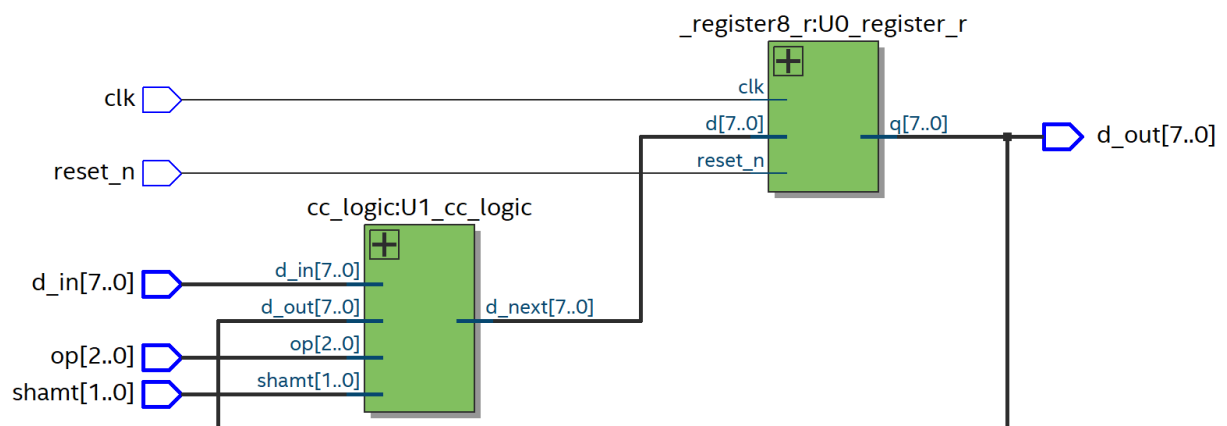 _register8_r:U0_register_r
clk
clk
d[7..0]
q[7..0]
d_out[7..0]
reset_n
reset_n
cc_logic:U1_cc_logic
d_in[7..0]
d_in[7..0]
d_out[7..0]
d_next[7..0]
op[2..0]
op[2..0]
shamt[1..0]
shamt[1..0]